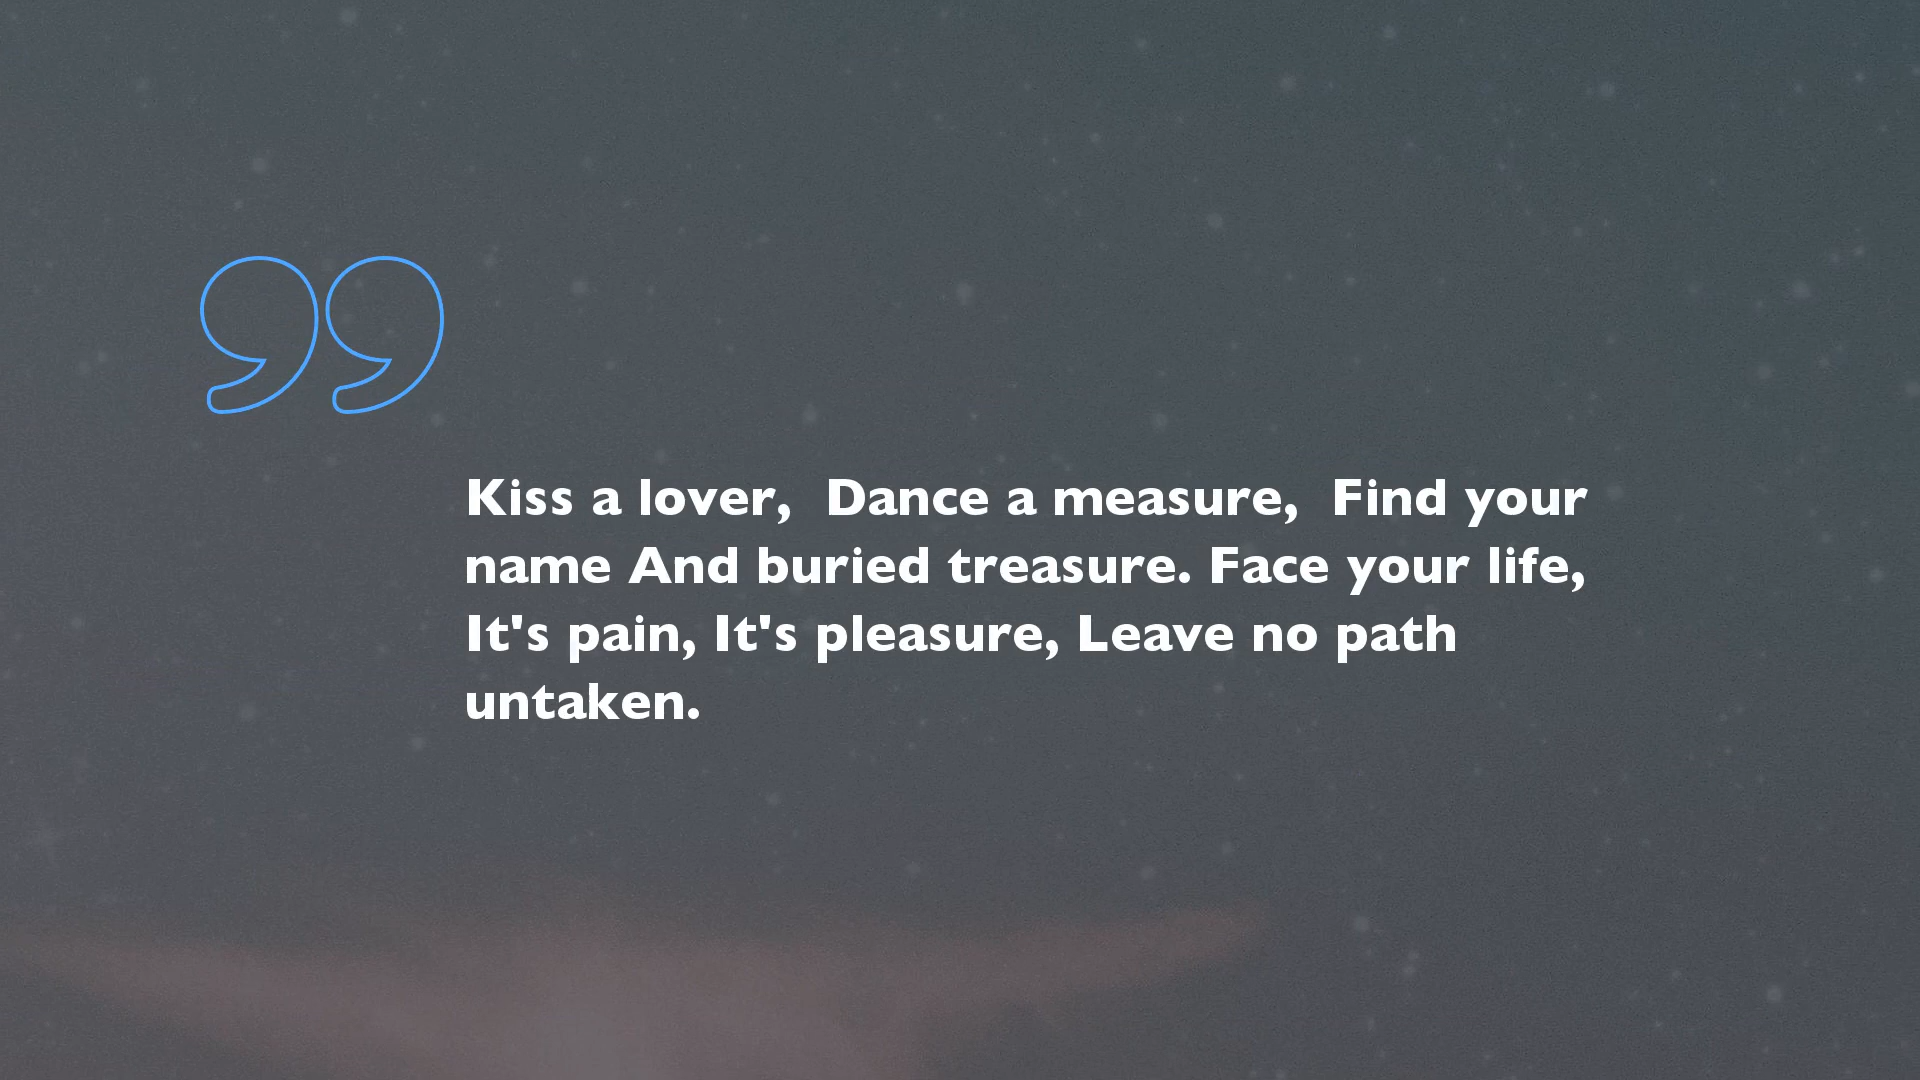 Kiss a lover,  Dance a measure,  Find your
name And buried treasure. Face your life,
It's pain, It's pleasure, Leave no path
untaken.